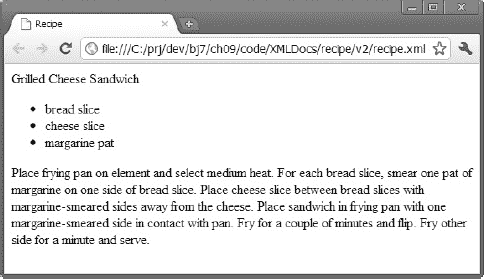 Recipe
file:///C:/prj/dev/bj7/ch09/code/XMLDocs/recipe/v2/recipe.xml
Grilled Cheese Sandwich
• bread slice
• cheese slice
• margarine pat
Place frying pan on element and select medium heat. For each bread slice, smear one pat of
margarine on one side of bread slice. Place cheese slice between bread slices with
margarine-smeared sides away from the cheese. Place sandwich in frying pan with one
margarine-smeared side in contact with pan. Fry for a couple of minutes and flip. Fry other
side for a minute and serve.